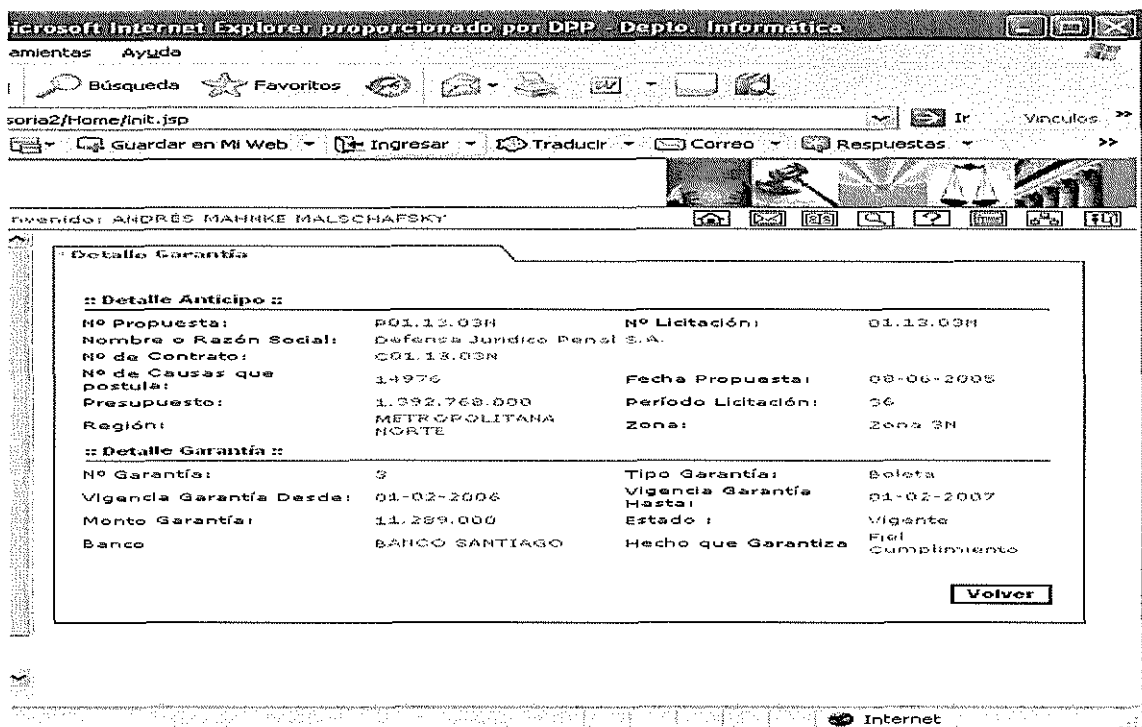 icrosoft Internet Explorer proporcionado por DPP - Depto. Informática
amientas Ayuda
Búsqueda Favoritos
soria2/Home/init.jsp Ir Vínculos »
Guardar en Mi Web Ingresar Traducir Correo Respuestas »
nvenido: ANDRÉS MAHNKE MALSCHAFSKY
Detalle Garantía
:: Detalle Anticipo ::
Nº Propuesta: P01.13.03N Nº Licitación: 01.13.03N
Nombre o Razón Social: Defensa Jurídico Penal S.A.
Nº de Contrato: C01.13.03N
Nº de Causas que postula: 14976 Fecha Propuesta: 08-06-2005
Presupuesto: 1.392.768.000 Período Licitación: 36
Región: METROPOLITANA NORTE Zona: Zona 3N
:: Detalle Garantía ::
Nº Garantía: 3 Tipo Garantía: Boleta
Vigencia Garantía Desde: 01-02-2006 Vigencia Garantía Hasta: 01-02-2007
Monto Garantía: 11.289.000 Estado : Vigente
Banco BANCO SANTIAGO Hecho que Garantiza Fiel Cumplimiento
Volver
Internet